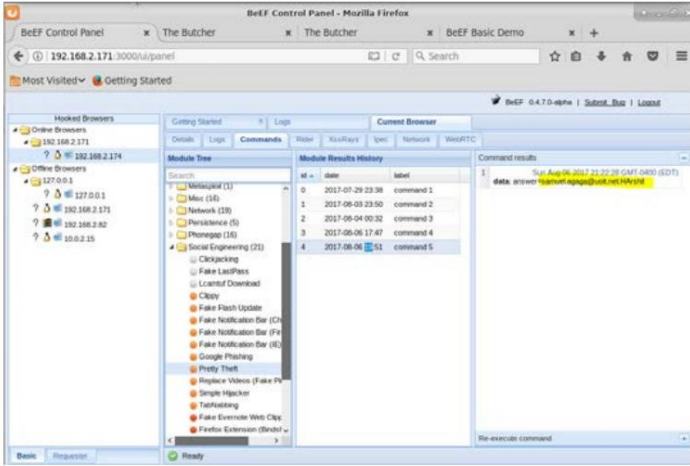 BeEF Control Panel - Mozilla Firefox
BeEF Control Panel x The Butcher x The Butcher x BeEF Basic Demo x +
192.168.2.171:3000/ui/panel Search
Most Visited Getting Started
BeEF 0.4.7.0-alpha | Submit Bug | Logout
Hooked Browsers
Online Browsers
192.168.2.171
? 192.168.2.174
Offline Browsers
127.0.0.1
? 127.0.0.1
? 192.168.2.171
? 192.168.2.82
? 10.0.2.15
Basic Requester
Getting Started x Logs Current Browser
Details Logs Commands Rider XssRays Ipec Network WebRTC
Module Tree
Search
Metasploit (1)
Misc (16)
Network (19)
Persistence (5)
Phonegap (16)
Social Engineering (21)
Clickjacking
Fake LastPass
Lcamtuf Download
Clippy
Fake Flash Update
Fake Notification Bar (Ch
Fake Notification Bar (Fir
Fake Notification Bar (IE)
Google Phishing
Pretty Theft
Replace Videos (Fake Pl
Simple Hijacker
TabNabbing
Fake Evernote Web Clipp
Firefox Extension (Bindsh
Module Results History
id date label
0 2017-07-29 23:38 command 1
1 2017-08-03 23:50 command 2
2 2017-08-04 00:32 command 3
3 2017-08-06 17:47 command 4
4 2017-08-06 :51 command 5
Command results
1 Sun Aug 06 2017 21:22:28 GMT-0400 (EDT)
data: answer=samuel.agaga@uoit.net:HArshil
Re-execute command
Ready